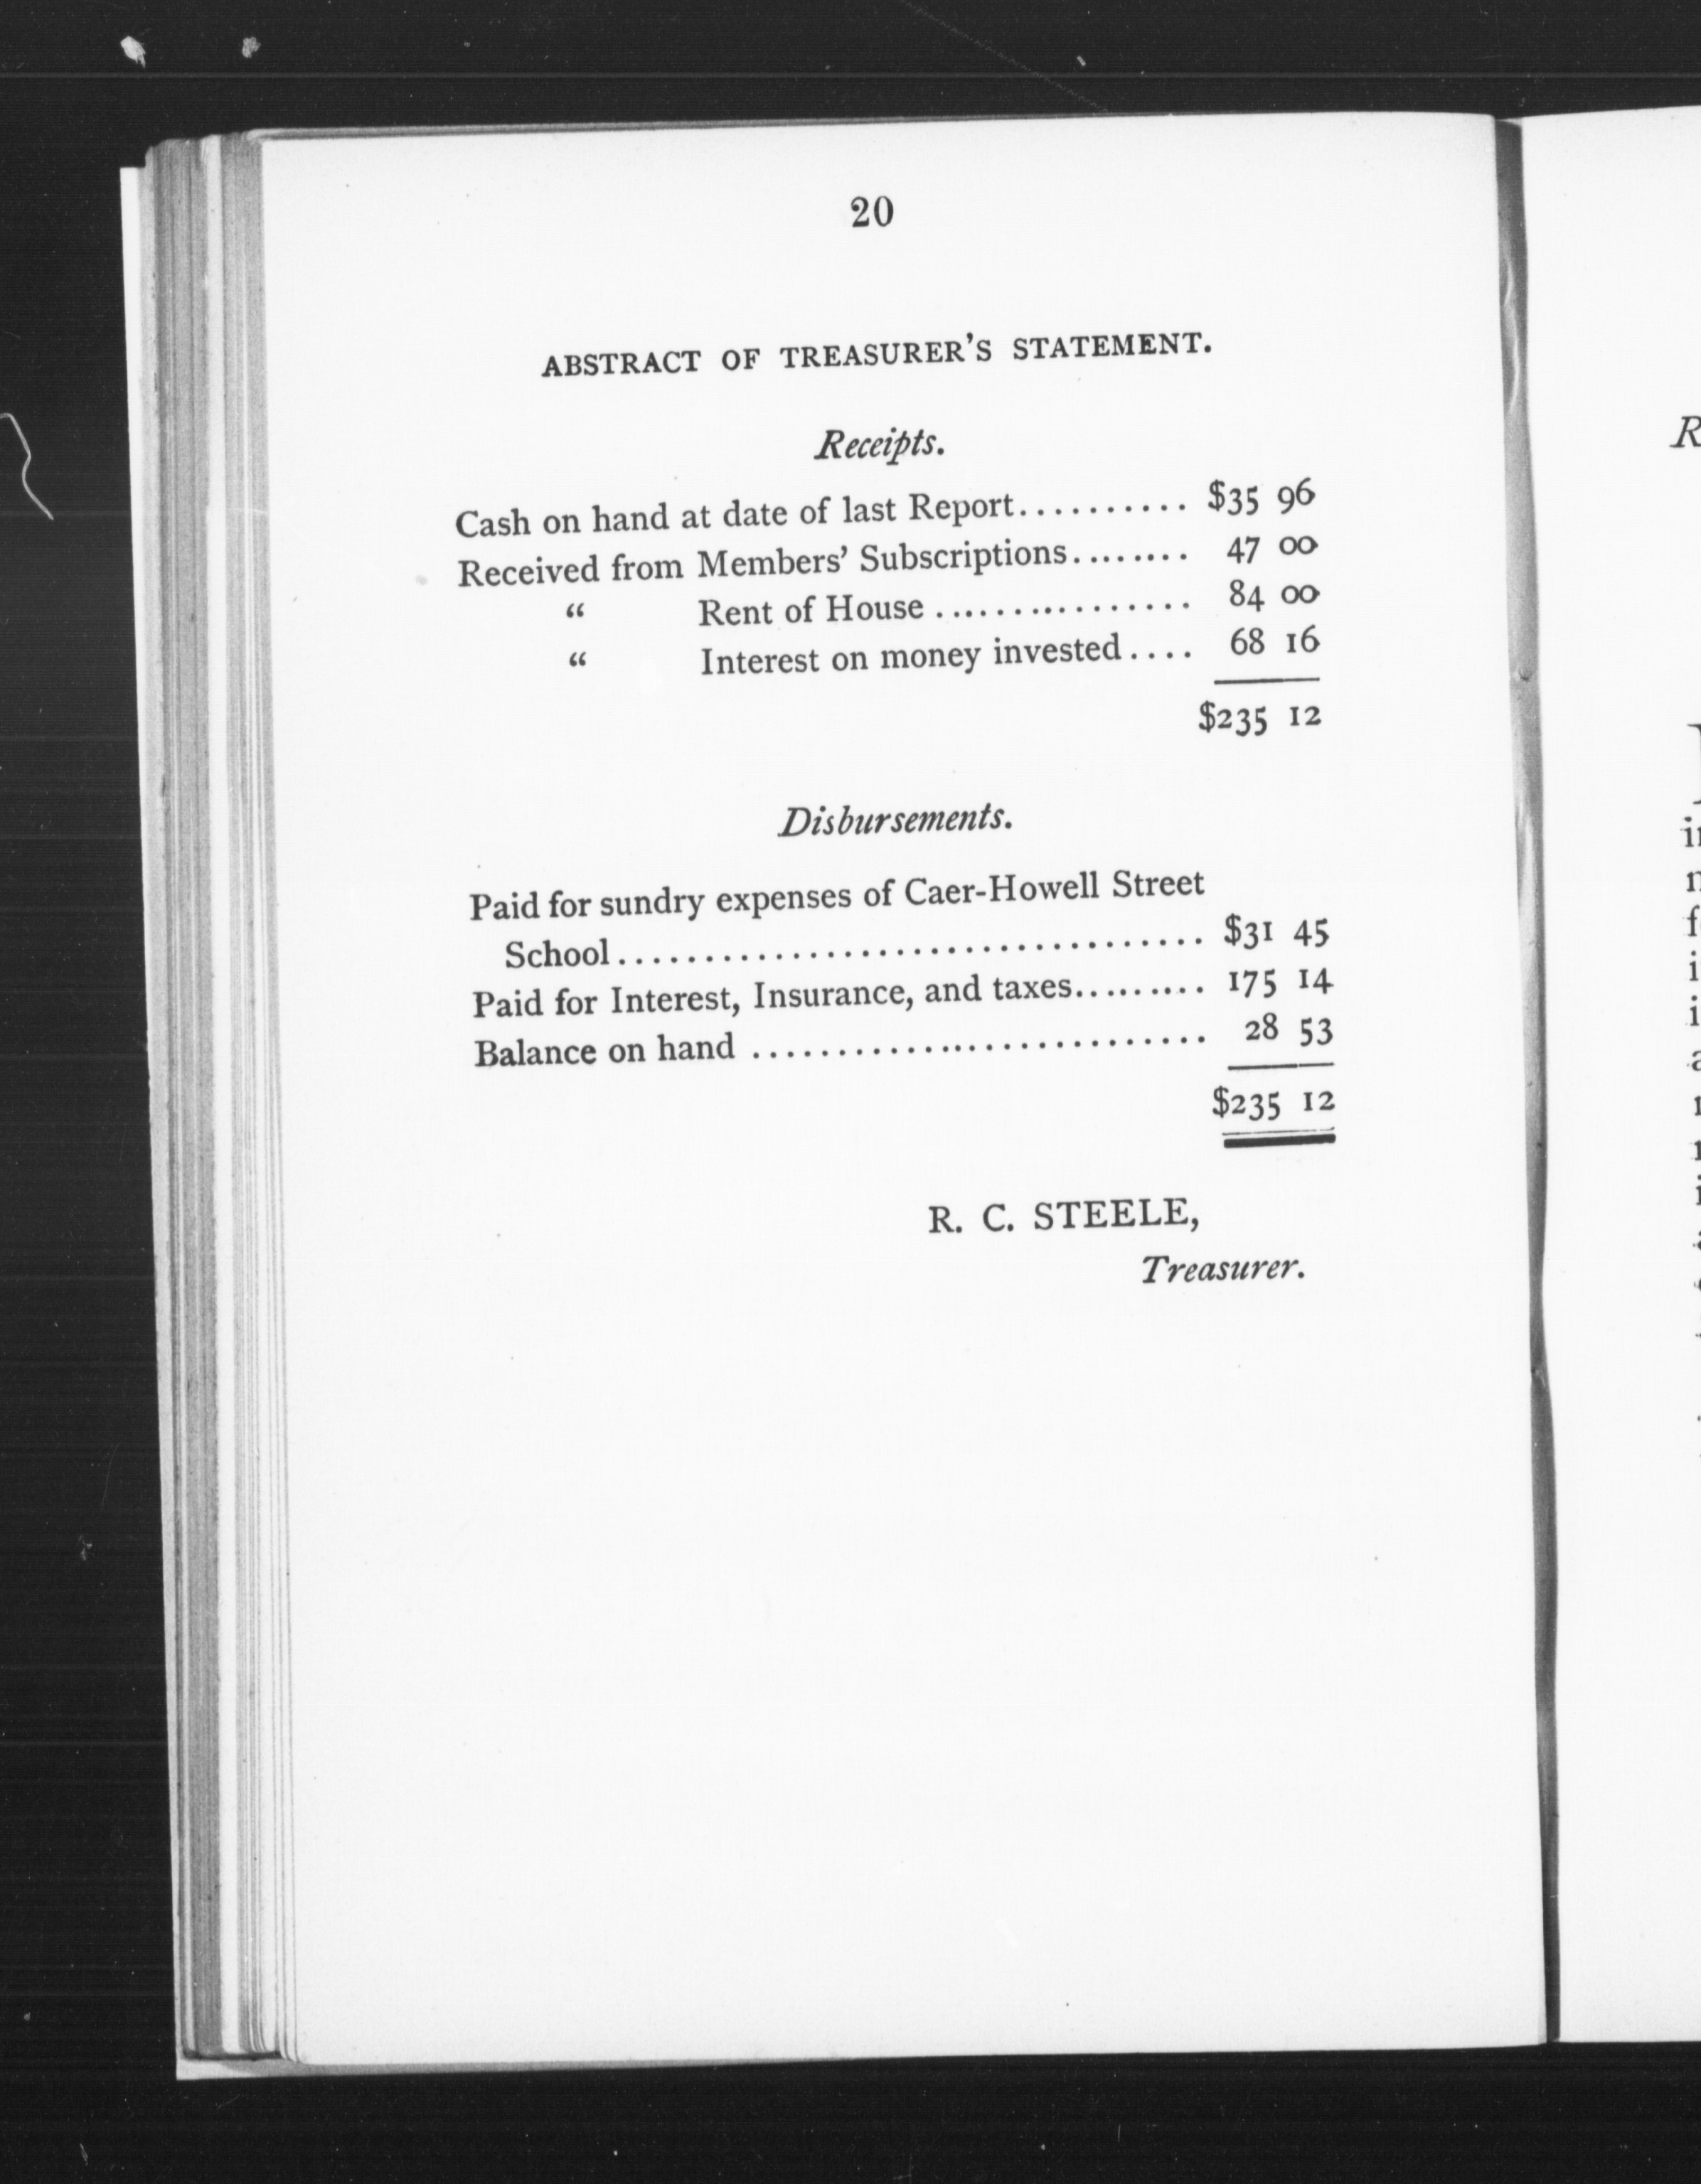 20
ABSTRACT OF TREASURER'S STATEMENT.
Receipts.
Cash on hand at date of last Report.......... $35 96
Received from Members' Subscriptions........ 47 00
“ Rent of House ............... 84 00
“ Interest on money invested.... 68 16
$235 12
Disbursements.
Paid for sundry expenses of Caer-Howell Street
School.................................. $31 45
Paid for Interest, Insurance, and taxes......... 175 14
Balance on hand ........................... 28 53
$235 12
R. C. STEELE,
Treasurer.